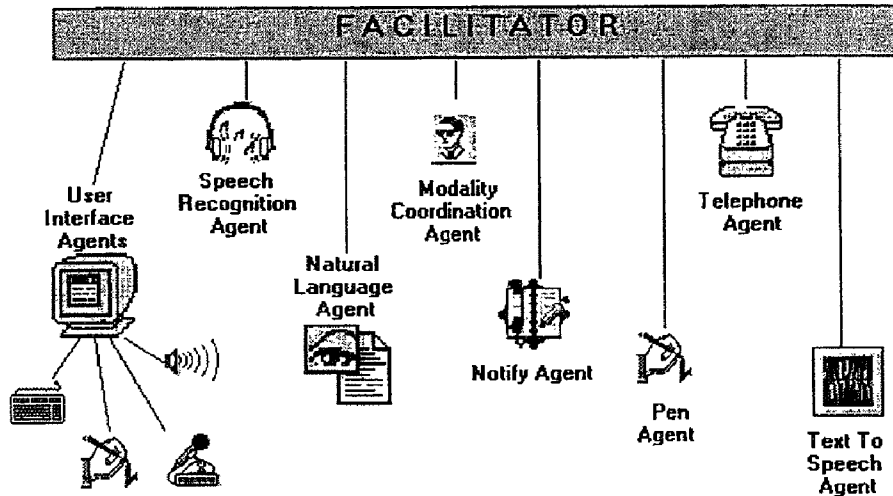 FACILITATOR
User
Interface
Agents
Speech
Recognition
Agent
Natural
Language
Agent
Modality
Coordination
Agent
Notify Agent
Pen
Agent
Telephone
Agent
Text To
Speech
Agent